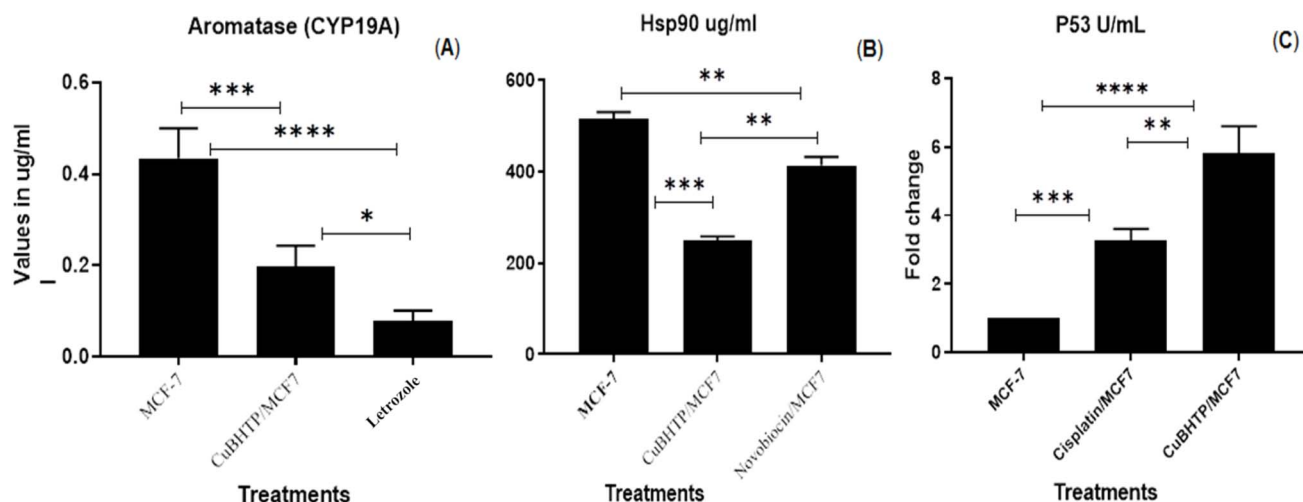 Aromatase (CYP19A)
(A)
Values in ug/ml
0.6
0.4
0.2
0.0
***
****
*
MCF-7
CuBHTP/MCF7
Letrozole
Treatments
Hsp90 ug/ml
(B)
600
400
200
0
**
**
***
MCF-7
CuBHTP/MCF7
Novobiocin/MCF7
Treatments
P53 U/mL
(C)
Fold change
8
6
4
2
0
****
**
***
MCF-7
Cisplatin/MCF7
CuBHTP/MCF7
Treatments